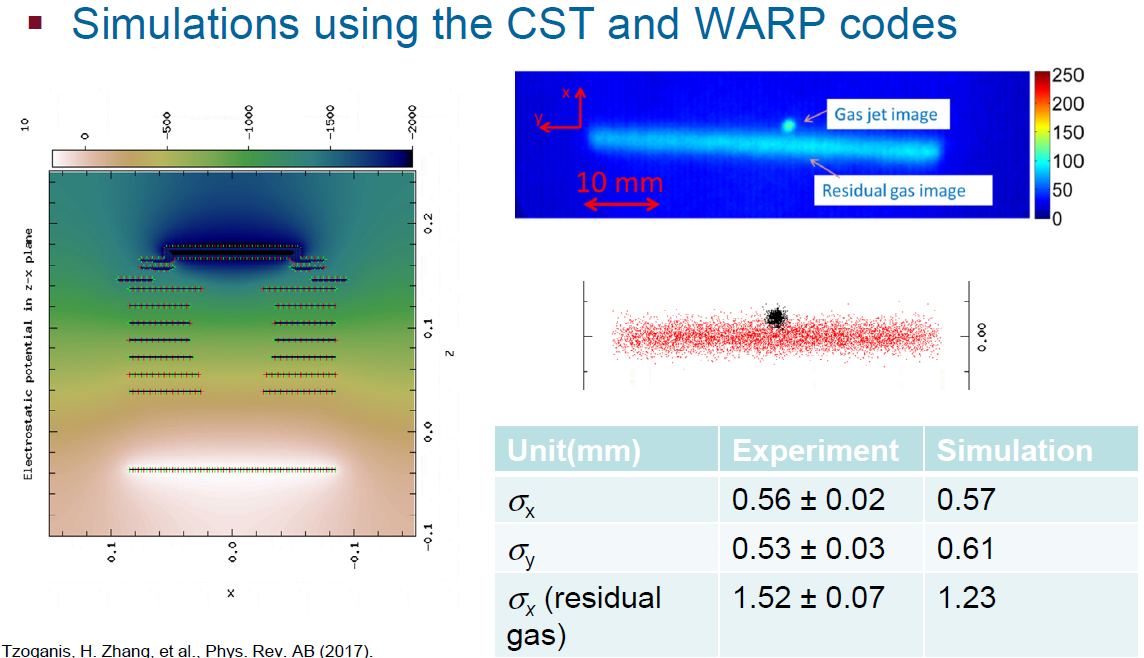 Simulations using the CST and WARP codes
10
0
-500
-1000
-1500
-2000
Electrostatic potential in z-x plane
0.2
0.1
0.0
-0.1
z
0.1
0.0
-0.1
x
x
y
Gas jet image
Residual gas image
10 mm
250
200
150
100
50
0
0.00
Unit(mm) Experiment Simulation
σx 0.56 ± 0.02 0.57
σy 0.53 ± 0.03 0.61
σx (residual gas) 1.52 ± 0.07 1.23
Tzoganis, H. Zhang, et al., Phys. Rev. AB (2017).